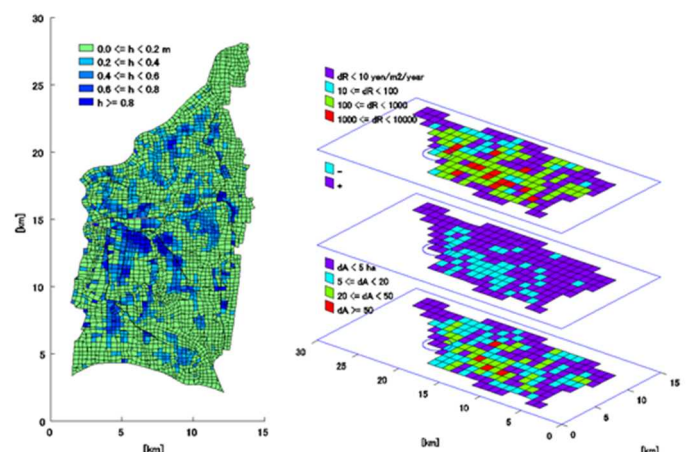 30
25
20
15
10
5
0
[km]
0.0 <= h < 0.2 m
0.2 <= h < 0.4
0.4 <= h < 0.6
0.6 <= h < 0.8
h >= 0.8
0 5 10 15
[km]
dR < 10 yen/m2/year
10 <= dR < 100
100 <= dR < 1000
1000 <= dR < 10000
-
+
dA < 5 ha
5 <= dA < 20
20 <= dA < 50
dA >= 50
30
25
20
15
10
5
0
[km]
0
5
10
15
[km]